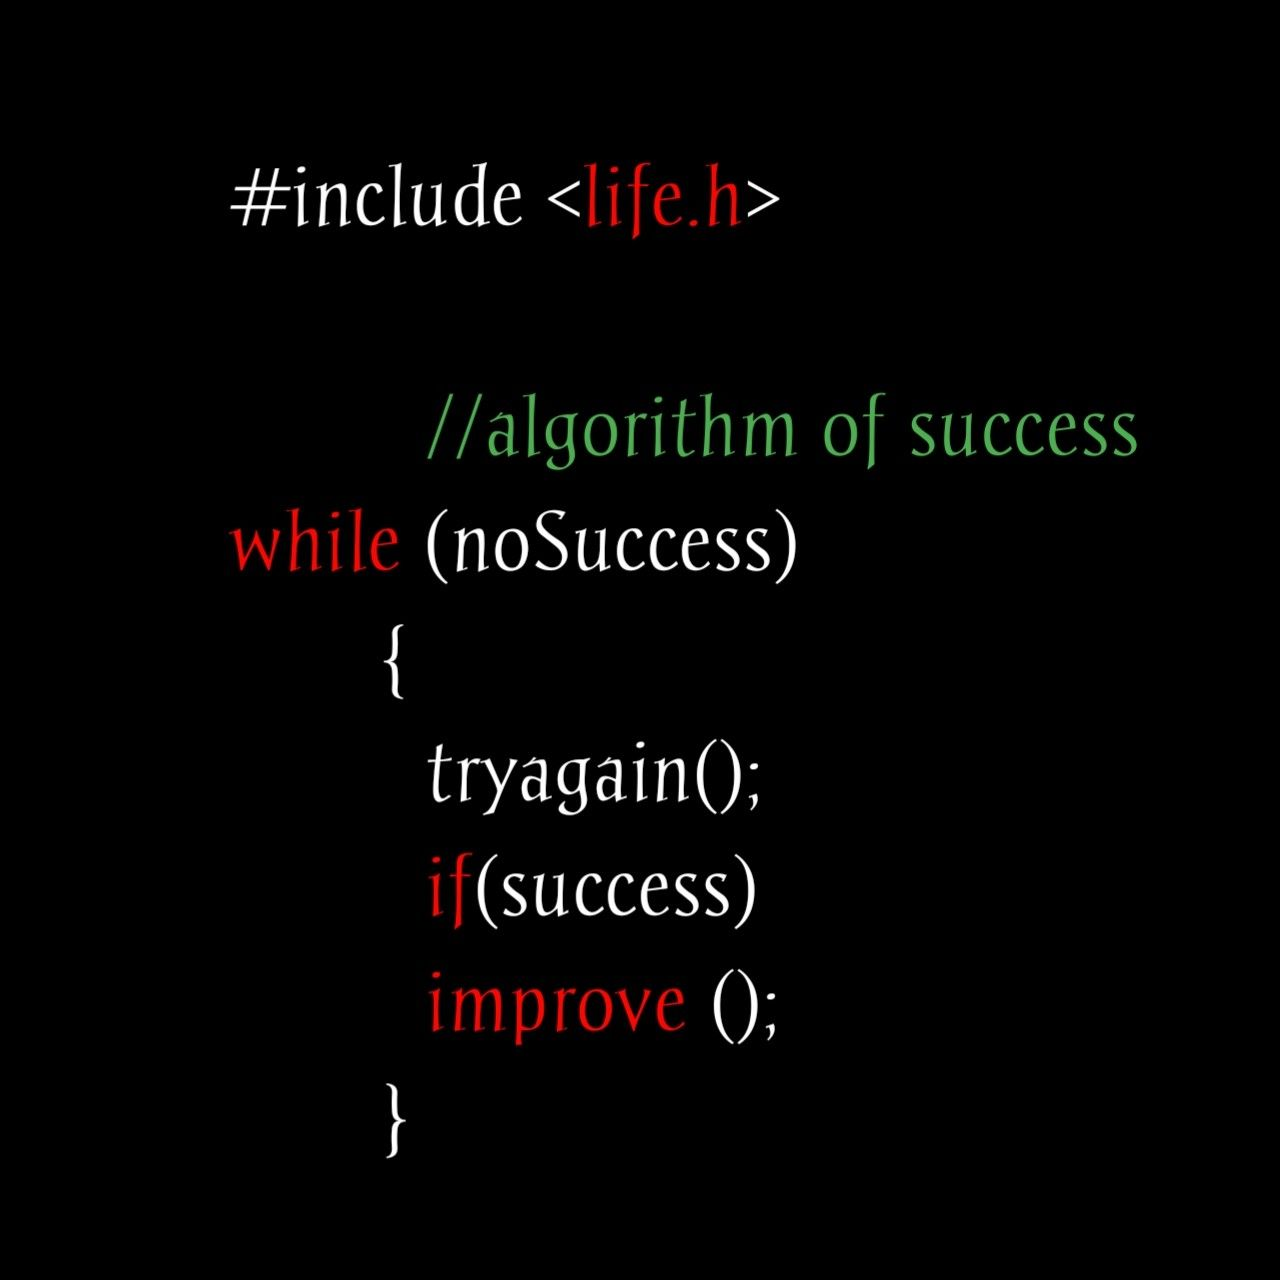 #include <life.h>
//algorithm of success
while (noSuccess)
{
tryagain();
if(success)
improve ();
}